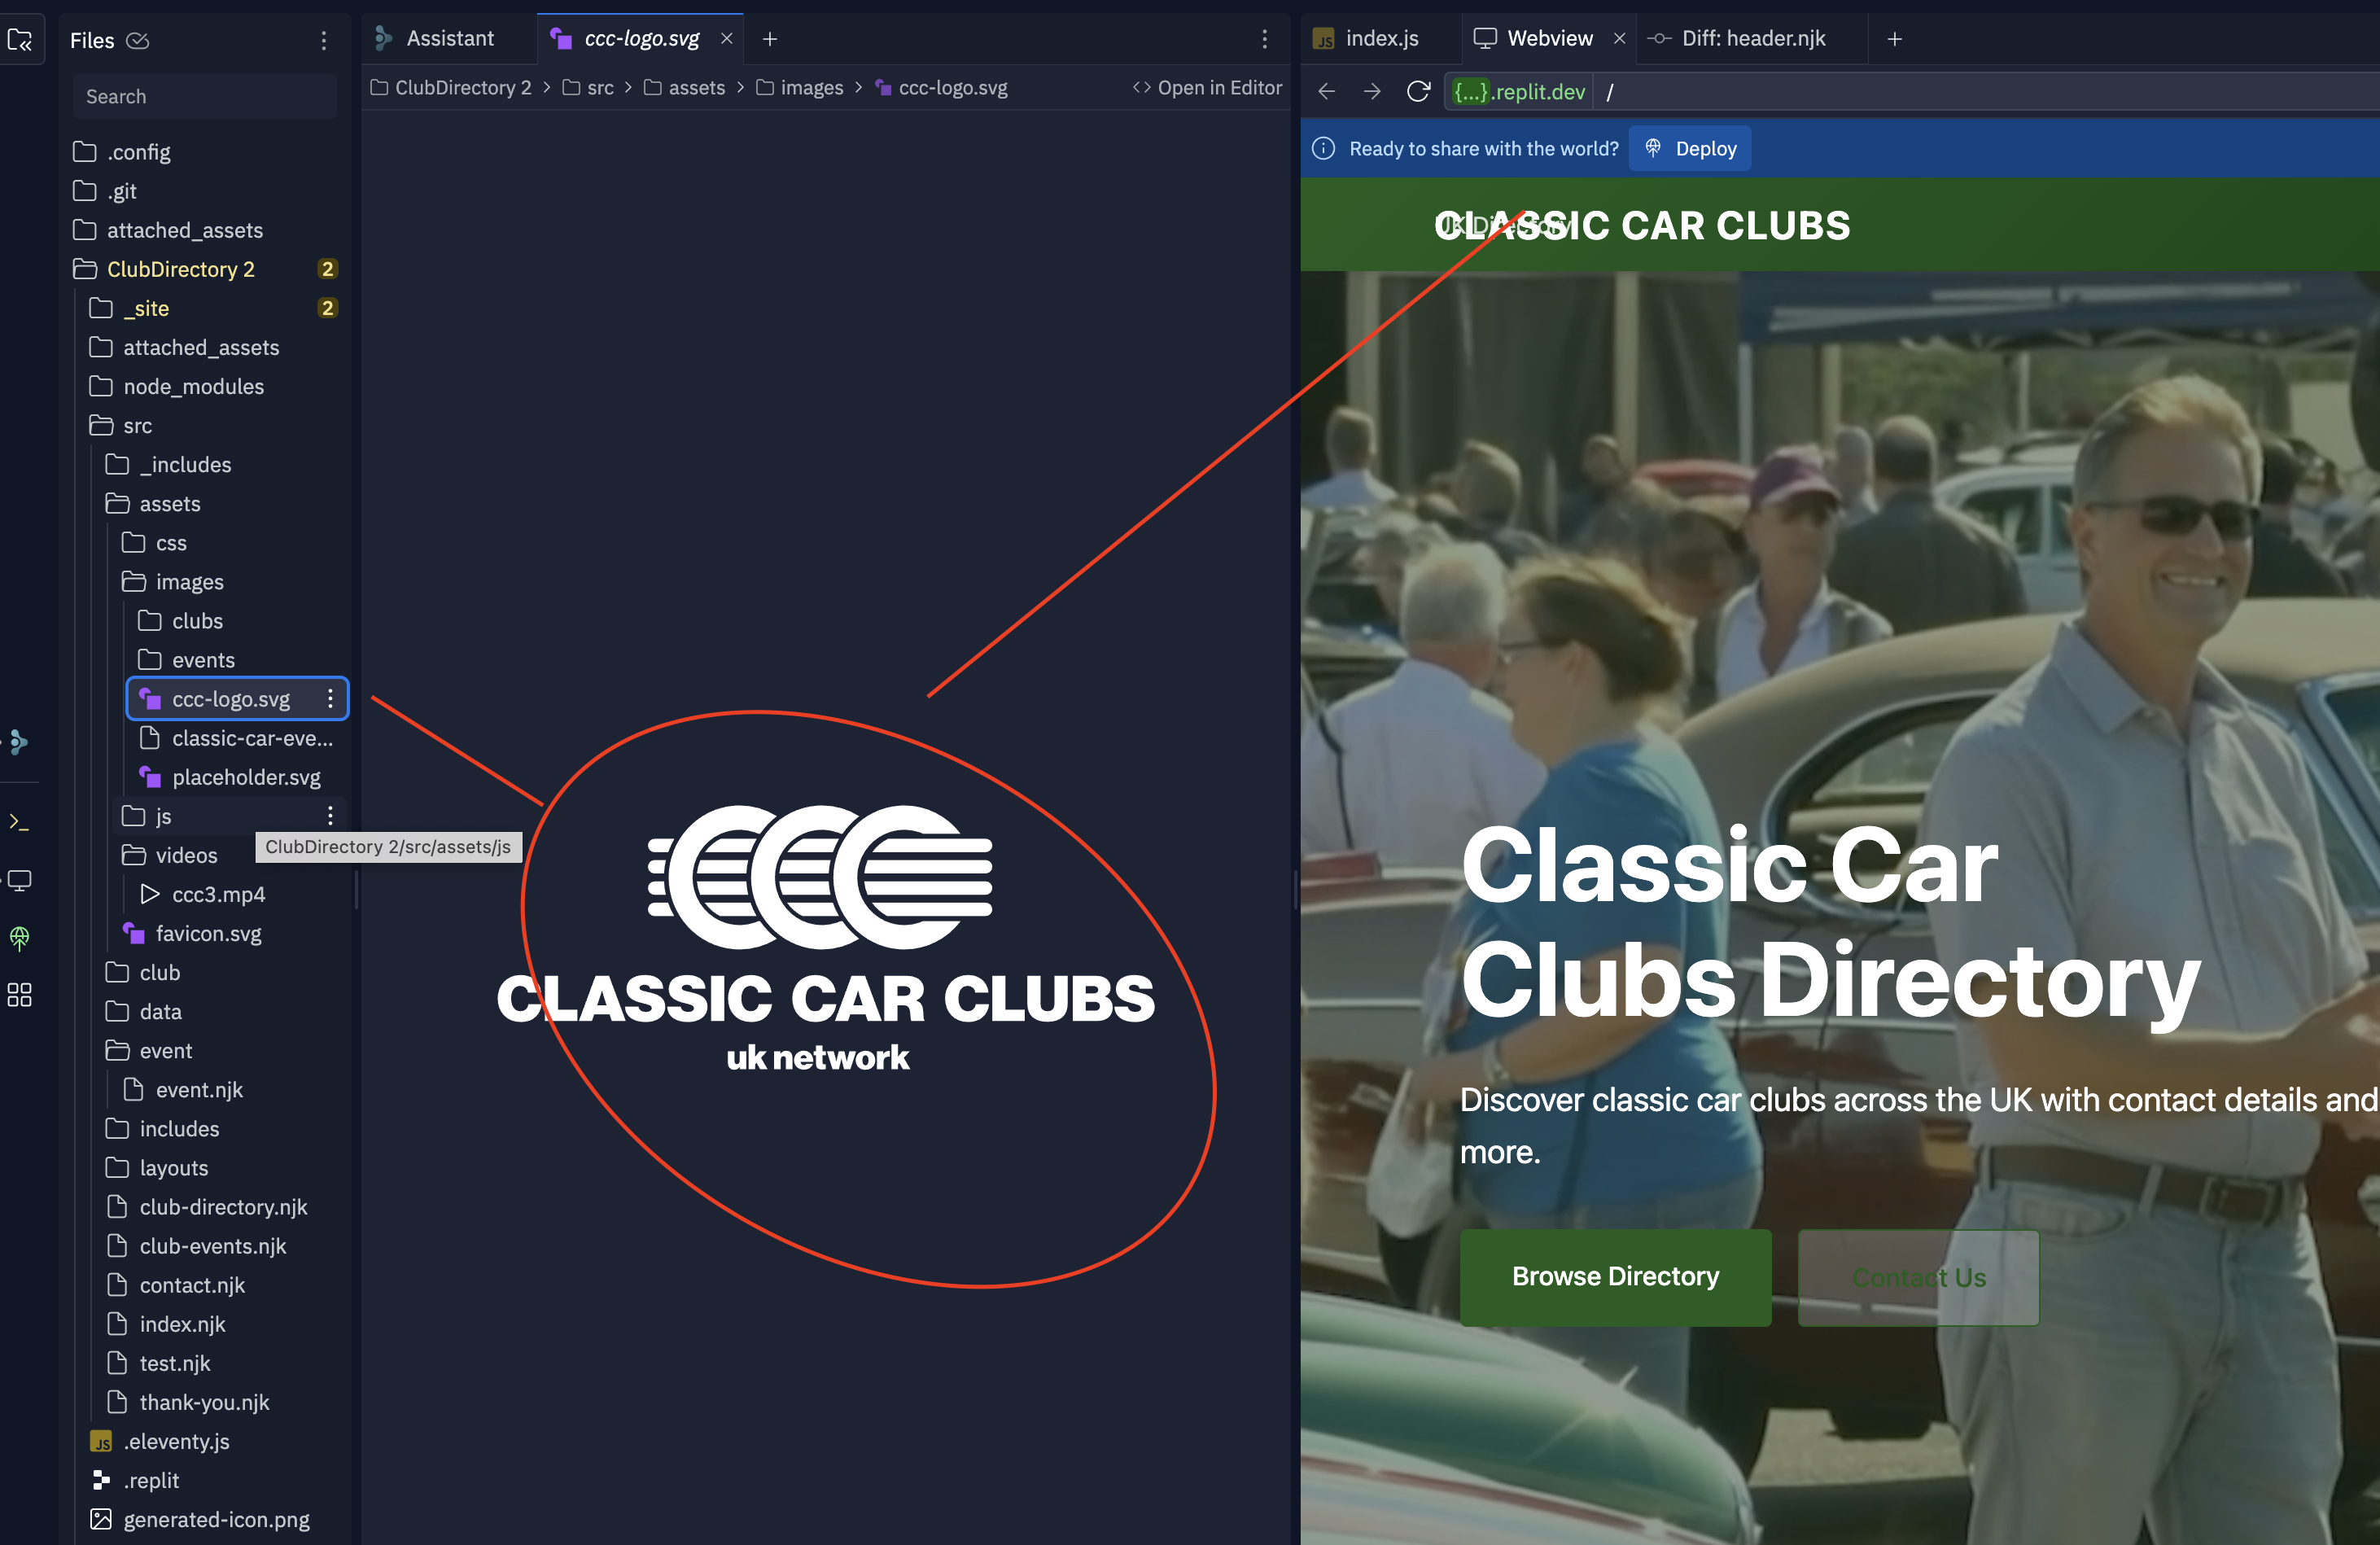 Files
Search
.config
.git
attached_assets
ClubDirectory 2
2
_site
2
attached_assets
node_modules
src
_includes
assets
css
images
clubs
events
ccc-logo.svg
classic-car-eve...
placeholder.svg
js
ClubDirectory 2/src/assets/js
videos
ccc3.mp4
favicon.svg
club
data
event
event.njk
includes
layouts
club-directory.njk
club-events.njk
contact.njk
index.njk
test.njk
thank-you.njk
JS .eleventy.js
.replit
generated-icon.png
Assistant
ccc-logo.svg
ClubDirectory 2 > src > assets > images > ccc-logo.svg
Open in Editor
CCC
CLASSIC CAR CLUBS
uk network
JS index.js
Webview
Diff: header.njk
{...}.replit.dev /
Ready to share with the world?
Deploy
CLASSIC CAR CLUBS
UK Directory
Classic Car
Clubs Directory
Discover classic car clubs across the UK with contact details and
more.
Browse Directory
Contact Us